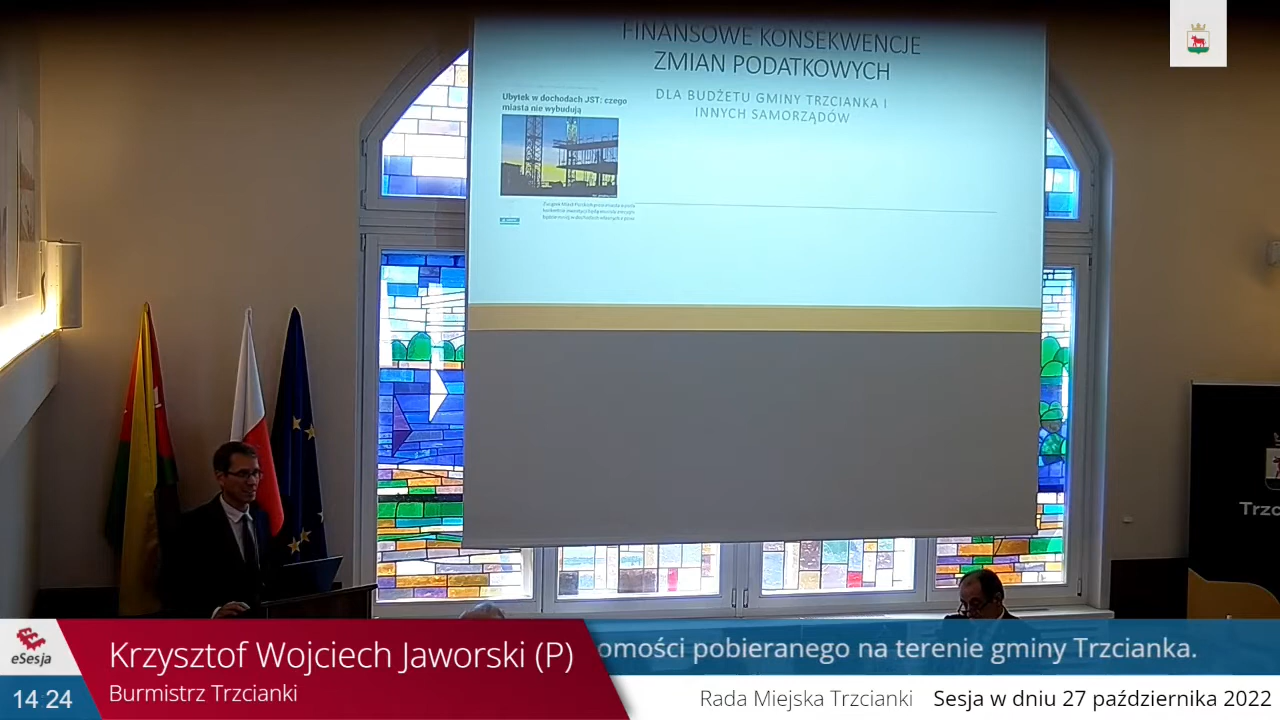 FINANSOWE KONSEKWENCJE
ZMIAN PODATKOWYCH
DLA BUDŻETU GMINY TRZCIANKA I
INNYCH SAMORZĄDÓW
Ubytek w dochodach JST: czego
miasta nie wybudują
Trzc
eSesja
14:24
Krzysztof Wojciech Jaworski (P)
Burmistrz Trzcianki
omości pobieranego na terenie gminy Trzcianka.
Rada Miejska Trzcianki
Sesja w dniu 27 października 2022